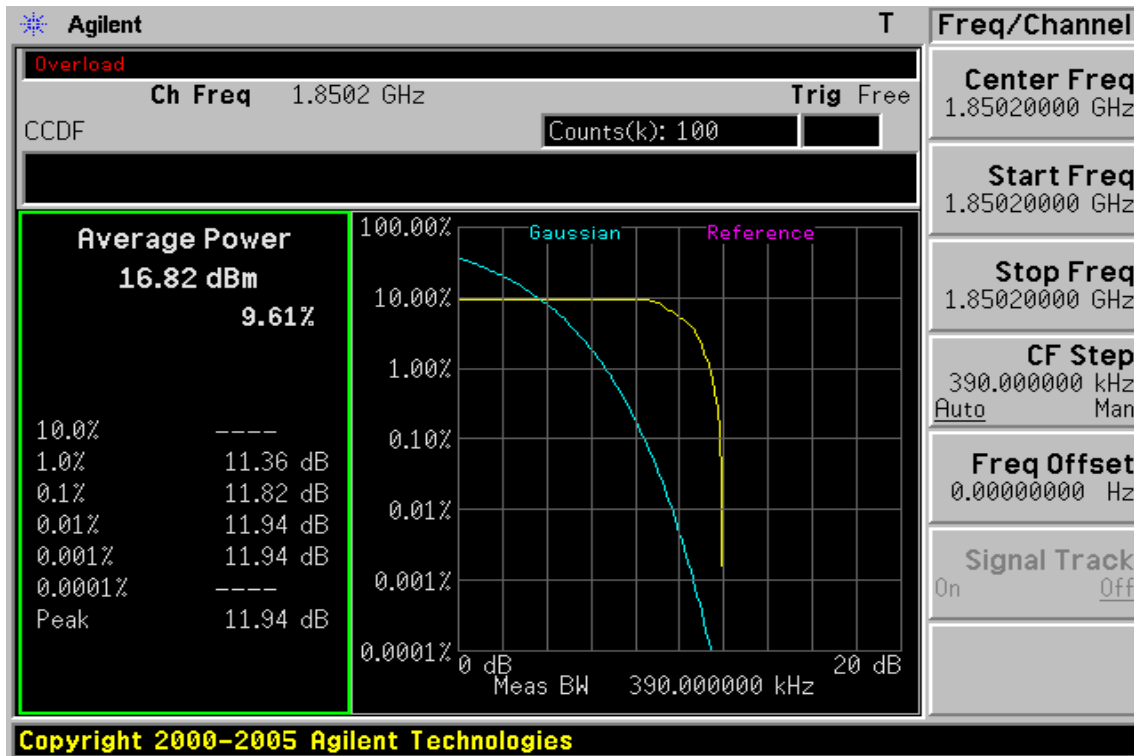 Agilent T Freq/Channel
Overload
Ch Freq 1.8502 GHz Trig Free
CCDF Counts(k): 100
Average Power
16.82 dBm
9.61%
10.0% ----
1.0% 11.36 dB
0.1% 11.82 dB
0.01% 11.94 dB
0.001% 11.94 dB
0.0001% ----
Peak 11.94 dB
Gaussian Reference
100.00%
10.00%
1.00%
0.10%
0.01%
0.001%
0.0001%
0 dB 20 dB
Meas BW 390.000000 kHz
Center Freq
1.85020000 GHz
Start Freq
1.85020000 GHz
Stop Freq
1.85020000 GHz
CF Step
390.000000 kHz
Auto Man
Freq Offset
0.00000000 Hz
Signal Track
On Off
Copyright 2000-2005 Agilent Technologies